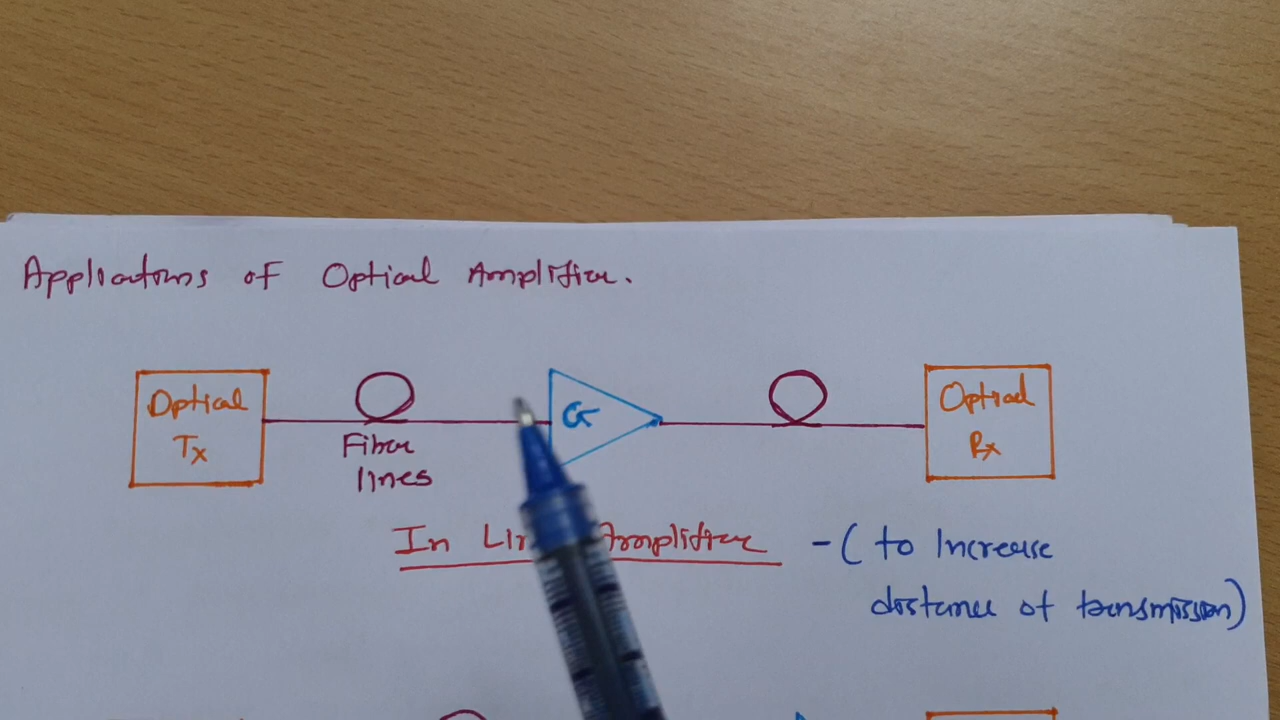 Applications of Optical Amplifier.
Optical
Tx
Fiber
lines
G
Optical
Rx
In Line Amplifier - ( to Increase
distance of transmission)